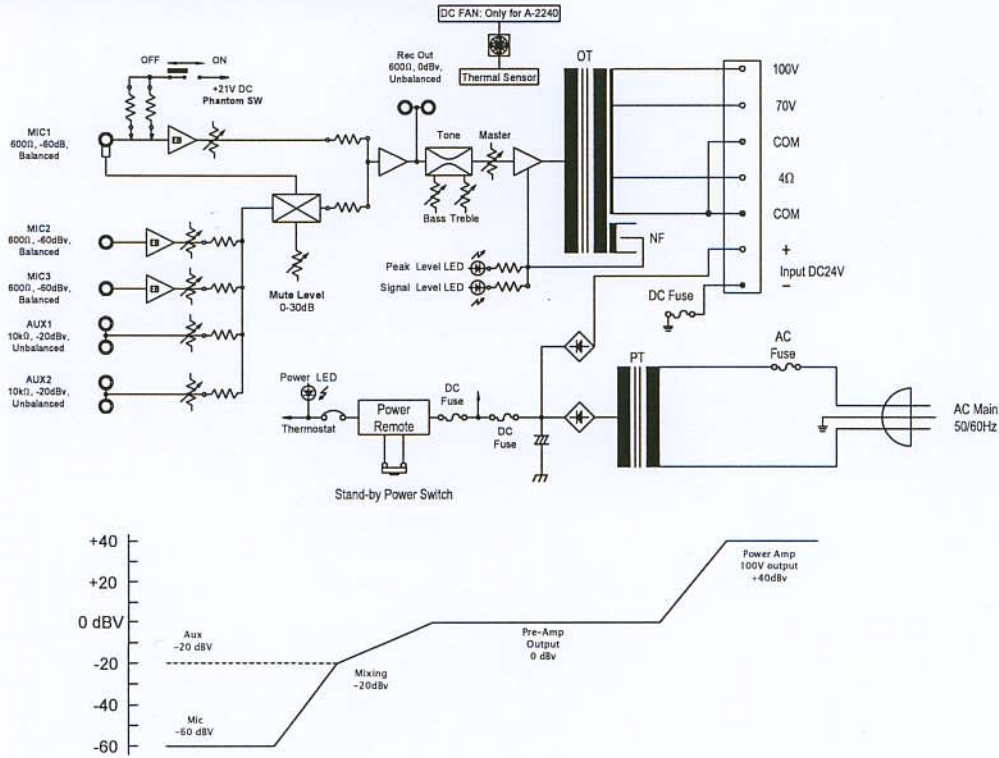 DC FAN: Only for A-2240
Thermal Sensor
Rec Out
600Ω, 0dBv,
Unbalanced
OFF
ON
+21V DC
Phantom SW
MIC1
600Ω, -60dB,
Balanced
EB
Tone
Master
Bass Treble
OT
100V
70V
COM
4Ω
COM
+
Input DC24V
−
NF
MIC2
600Ω, -60dBv,
Balanced
EB
MIC3
600Ω, -60dBv,
Balanced
EB
AUX1
10kΩ, -20dBv,
Unbalanced
AUX2
10kΩ, -20dBv,
Unbalanced
Mute Level
0-30dB
Peak Level LED
Signal Level LED
DC Fuse
AC
Fuse
PT
AC Main
50/60Hz
Power LED
Thermostat
Power
Remote
DC
Fuse
DC
Fuse
Stand-by Power Switch
+40
+20
0 dBV
-20
-40
-60
Aux
-20 dBV
Mic
-60 dBV
Mixing
-20dBv
Pre-Amp
Output
0 dBv
Power Amp
100V output
+40dBv